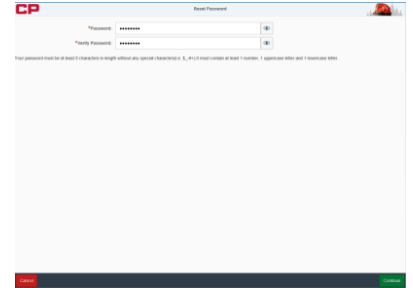 CP
Reset Password
*Password: ••••••••
*Verify Password: ••••••••
Your password must be at least 8 characters in length without any special characters(i.e. $,_#+).It must contain at least 1 number, 1 uppercase letter and 1 lowercase letter.
Cancel
Continue